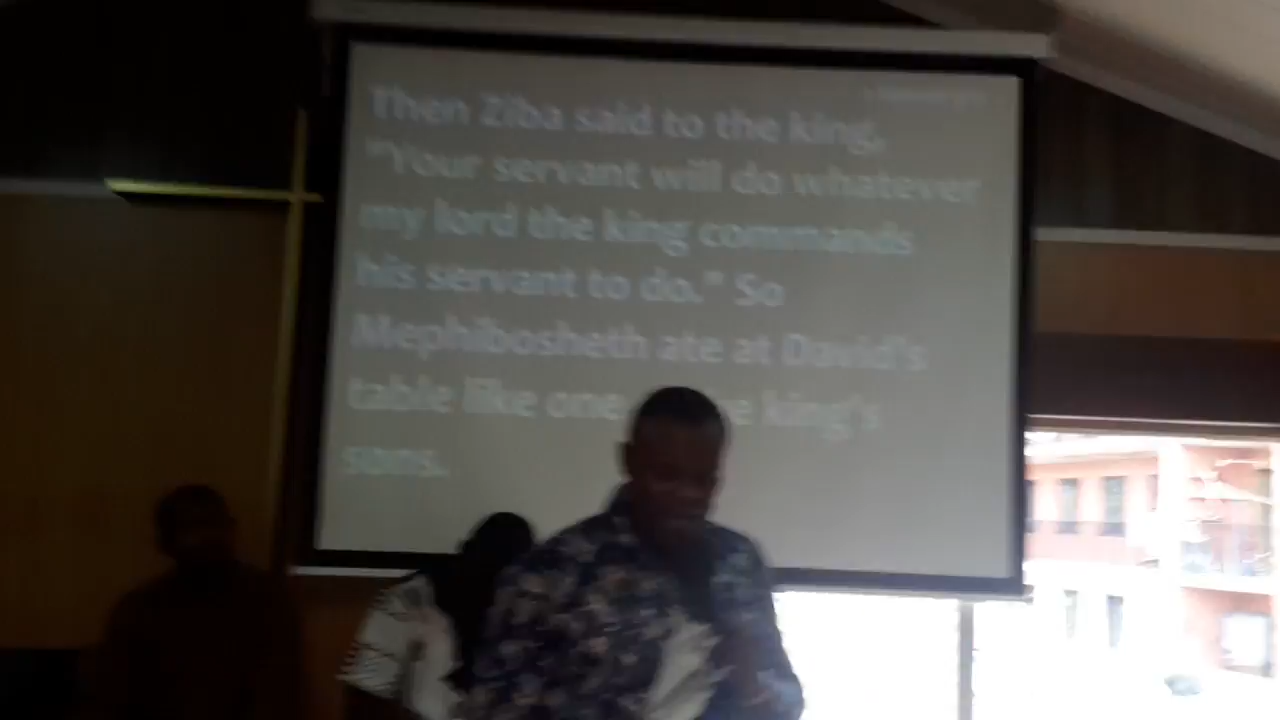 Then Ziba said to the king,
"Your servant will do whatever
my lord the king commands
his servant to do." So
Mephibosheth ate at David's
table like one king's
sons.